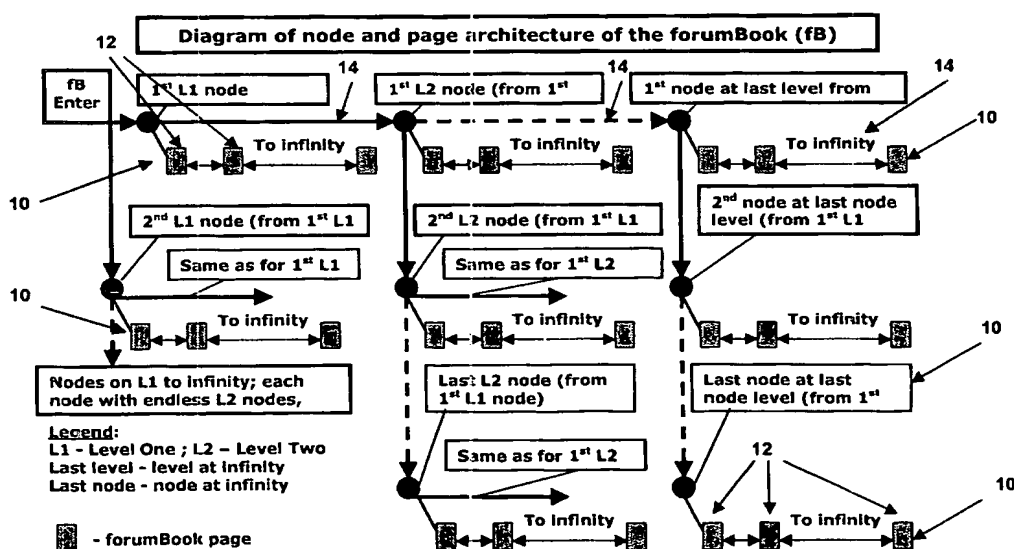 Diagram of node and page architecture of the forumBook (fB)
12
14
14
14
fB
Enter
1st L1 node
1st L2 node (from 1st
1st node at last level from
10
To infinity
To infinity
To infinity
10
2nd L1 node (from 1st L1
2nd L2 node (from 1st L1
2nd node at last node
level (from 1st L1
Same as for 1st L1
Same as for 1st L2
10
To infinity
To infinity
To infinity
10
Nodes on L1 to infinity; each
node with endless L2 nodes,
Last L2 node (from
1st L1 node)
Last node at last
node level (from 1st
Legend:
L1 - Level One ; L2 - Level Two
Last level - level at infinity
Last node - node at infinity
Same as for 1st L2
12
10
To infinity
To infinity
- forumBook page